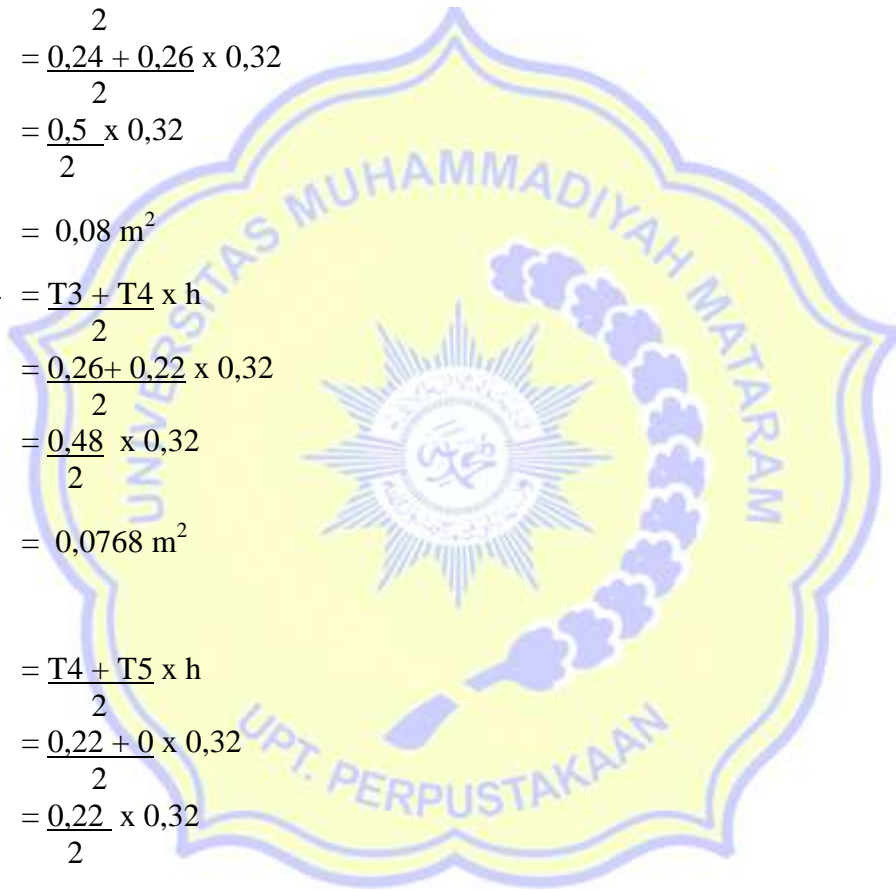 2
= 0,24 + 0,26 x 0,32
2
= 0,5 x 0,32
2
= 0,08 m²
= T3 + T4 x h
2
= 0,26+ 0,22 x 0,32
2
= 0,48 x 0,32
2
= 0,0768 m²
= T4 + T5 x h
2
= 0,22 + 0 x 0,32
2
= 0,22 x 0,32
2
UNIVERSITAS MUHAMMADIYAH MATARAM
UPT. PERPUSTAKAAN